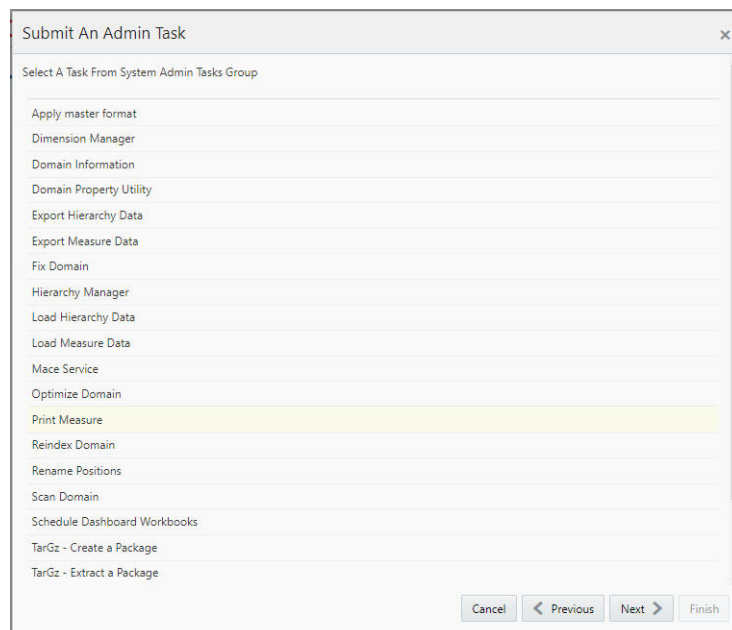 Submit An Admin Task
Select A Task From System Admin Tasks Group
Apply master format
Dimension Manager
Domain Information
Domain Property Utility
Export Hierarchy Data
Export Measure Data
Fix Domain
Hierarchy Manager
Load Hierarchy Data
Load Measure Data
Mace Service
Optimize Domain
Print Measure
Reindex Domain
Rename Positions
Scan Domain
Schedule Dashboard Workbooks
TarGz - Create a Package
TarGz - Extract a Package
Cancel Previous Next Finish